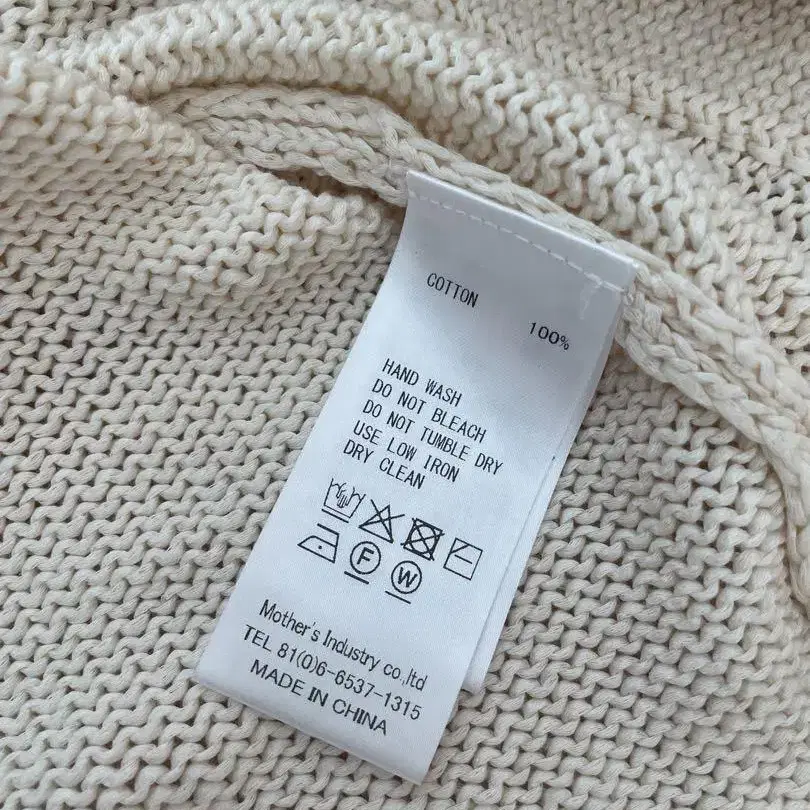 COTTON
100%
HAND WASH
DO NOT BLEACH
DO NOT TUMBLE DRY
USE LOW IRON
DRY CLEAN
F W
Mother's Industry co.,ltd
TEL 81(0)6-6537-1315
MADE IN CHINA